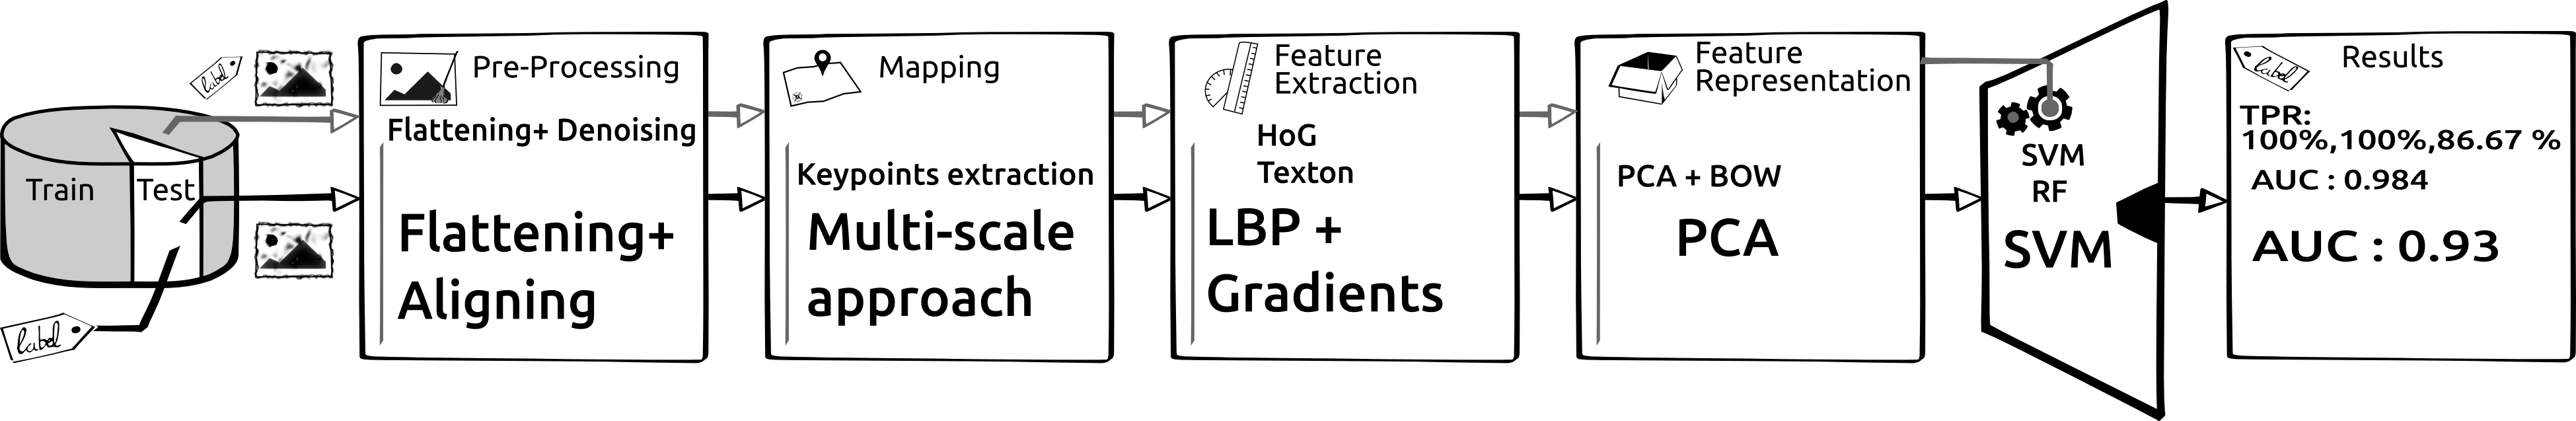 label
Train
Test
label
Pre-Processing
Flattening+ Denoising
Flattening+
Aligning
Mapping
Keypoints extraction
Multi-scale
approach
Feature
Extraction
HoG
Texton
LBP +
Gradients
Feature
Representation
PCA + BOW
PCA
SVM
RF
SVM
label
Results
TPR:
100%,100%,86.67 %
AUC : 0.984
AUC : 0.93